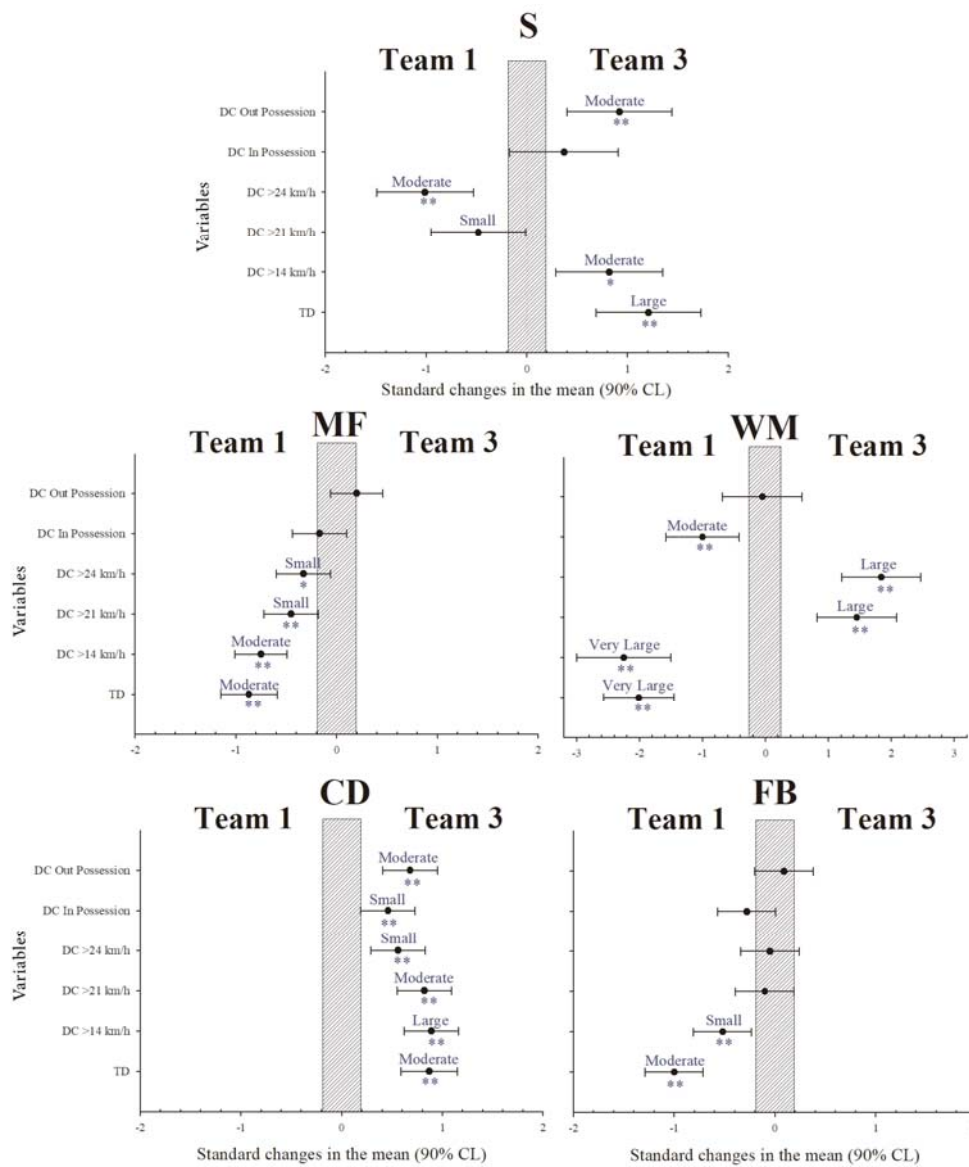 S
Team 1 Team 3
Variables
DC Out Possession Moderate **
DC In Possession
DC >24 km/h Moderate **
DC >21 km/h Small
DC >14 km/h Moderate *
TD Large **
-2 -1 0 1 2
Standard changes in the mean (90% CL)
MF
Team 1 Team 3
Variables
DC Out Possession
DC In Possession
DC >24 km/h Small *
DC >21 km/h Small **
DC >14 km/h Moderate **
TD Moderate **
-2 -1 0 1 2
WM
Team 1 Team 3
Moderate **
Large **
Large **
Very Large **
Very Large **
-3 -2 -1 0 1 2 3
CD
Team 1 Team 3
Variables
DC Out Possession Moderate **
DC In Possession Small **
DC >24 km/h Small **
DC >21 km/h Moderate **
DC >14 km/h Large **
TD Moderate **
-2 -1 0 1 2
Standard changes in the mean (90% CL)
FB
Team 1 Team 3
Small **
Moderate **
-2 -1 0 1
Standard changes in the mean (90% CL)